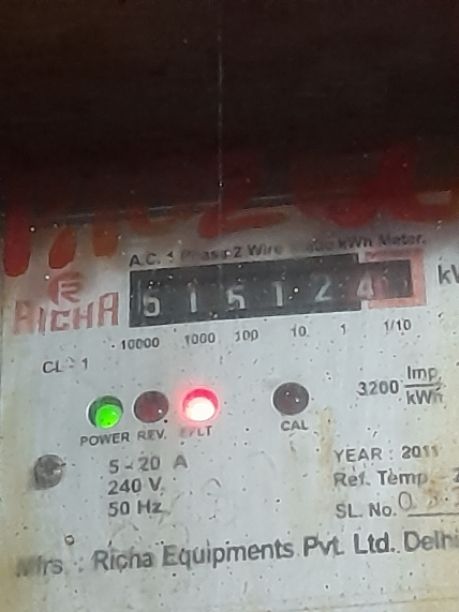 A.C. 1 Phase 2 Wire kWh Meter.
RICHA
5 1 5 1 2 4
10000 1000 100 10 1 1/10
CL : 1
3200 Imp/kWh
POWER REV. E/LT CAL
5 - 20 A
240 V
50 Hz
YEAR : 2011
Ref. Temp.
SL. No.
Mfrs : Richa Equipments Pvt. Ltd. Delhi